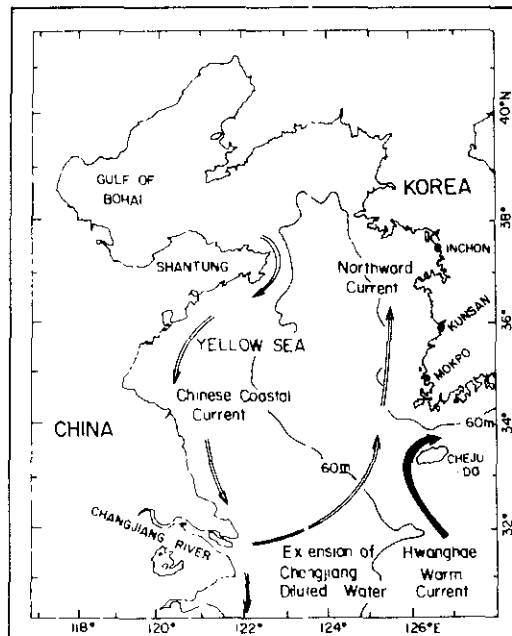 GULF OF
BOHAI
KOREA
INCHON
SHANTUNG
Northward
Current
KUNSAN
YELLOW SEA
MOKPO
Chinese Coastal
Current
CHINA
60m
60m
CHEJU
DO
CHANGJIANG RIVER
Exension of
Changjiang
Diluted Water
Hwanghae
Warm
Current
40°N
38°
36°
34°
32°
118°
120°
122°
124°
126°E